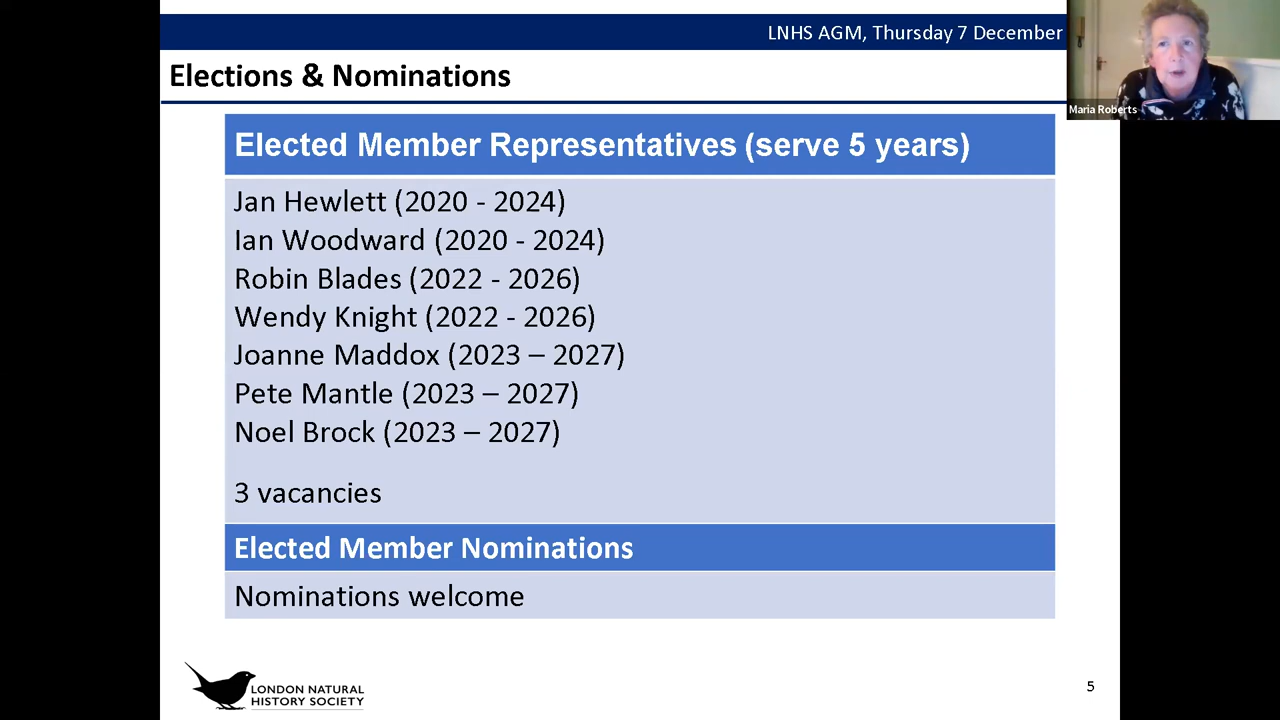 LNHS AGM, Thursday 7 December
Elections & Nominations
Maria Roberts
Elected Member Representatives (serve 5 years)
Jan Hewlett (2020 - 2024)
Ian Woodward (2020 - 2024)
Robin Blades (2022 - 2026)
Wendy Knight (2022 - 2026)
Joanne Maddox (2023 – 2027)
Pete Mantle (2023 – 2027)
Noel Brock (2023 – 2027)
3 vacancies
Elected Member Nominations
Nominations welcome
LONDON NATURAL
HISTORY SOCIETY
5